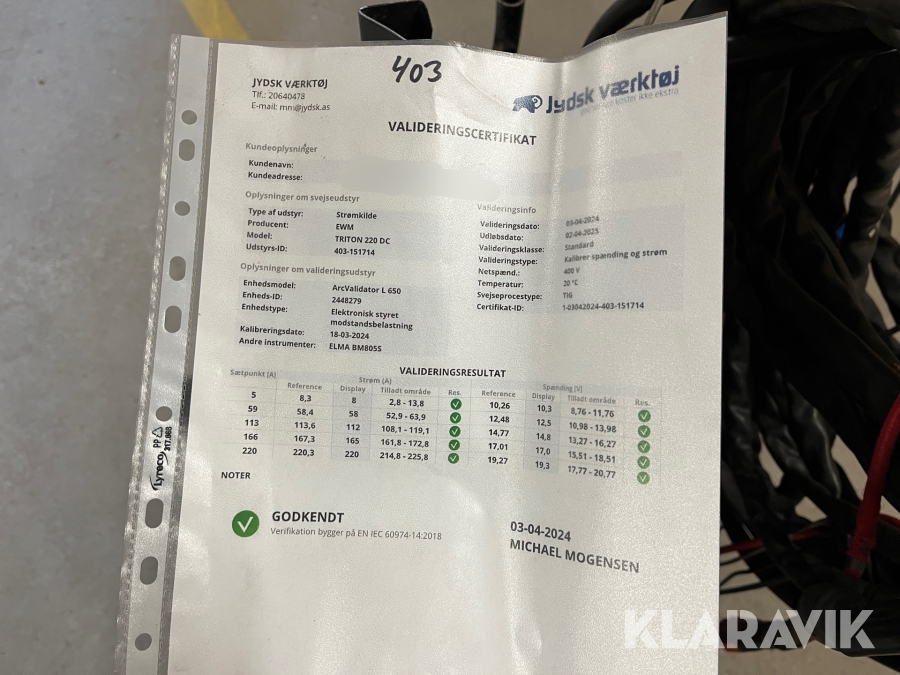 403
JYDSK VÆRKTØJ
Tlf.: 20640478
E-mail: mni@jydsk.as
Jydsk værktøj
koster ikke ekstra
VALIDERINGSCERTIFIKAT
Kundeoplysninger
Kundenavn:
Kundeadresse:
Oplysninger om svejseudstyr
Type af udstyr: Strømkilde
Producent: EWM
Model: TRITON 220 DC
Udstyrs-ID: 403-151714
Valideringsinfo
Valideringsdato: 03-04-2024
Udløbsdato: 02-04-2025
Valideringsklasse: Standard
Valideringstype: Kalibrer spænding og strøm
Netspænd.: 400 V
Temperatur: 20 °C
Svejseprocestype: TIG
Certifikat-ID: 1-03042024-403-151714
Oplysninger om valideringsudstyr
Enhedsmodel: ArcValidator L 650
Enheds-ID: 2448279
Enhedstype: Elektronisk styret
modstandsbelastning
Kalibreringsdato: 18-03-2024
Andre instrumenter: ELMA BM805S
VALIDERINGSRESULTAT
Sætpunkt [A] Strøm (A) Spænding [V]
Reference Display Tilladt område Res. Reference Display Tilladt område Res.
5 8,3 8 2,8 - 13,8 10,26 10,3 8,76 - 11,76
59 58,4 58 52,9 - 63,9 12,48 12,5 10,98 - 13,98
113 113,6 112 108,1 - 119,1 14,77 14,8 13,27 - 16,27
166 167,3 165 161,8 - 172,8 17,01 17,0 15,51 - 18,51
220 220,3 220 214,8 - 225,8 19,27 19,3 17,77 - 20,77
NOTER
GODKENDT
Verifikation bygger på EN IEC 60974-14:2018
03-04-2024
MICHAEL MOGENSEN
Lyreco PP 317.868
KLARAVIK